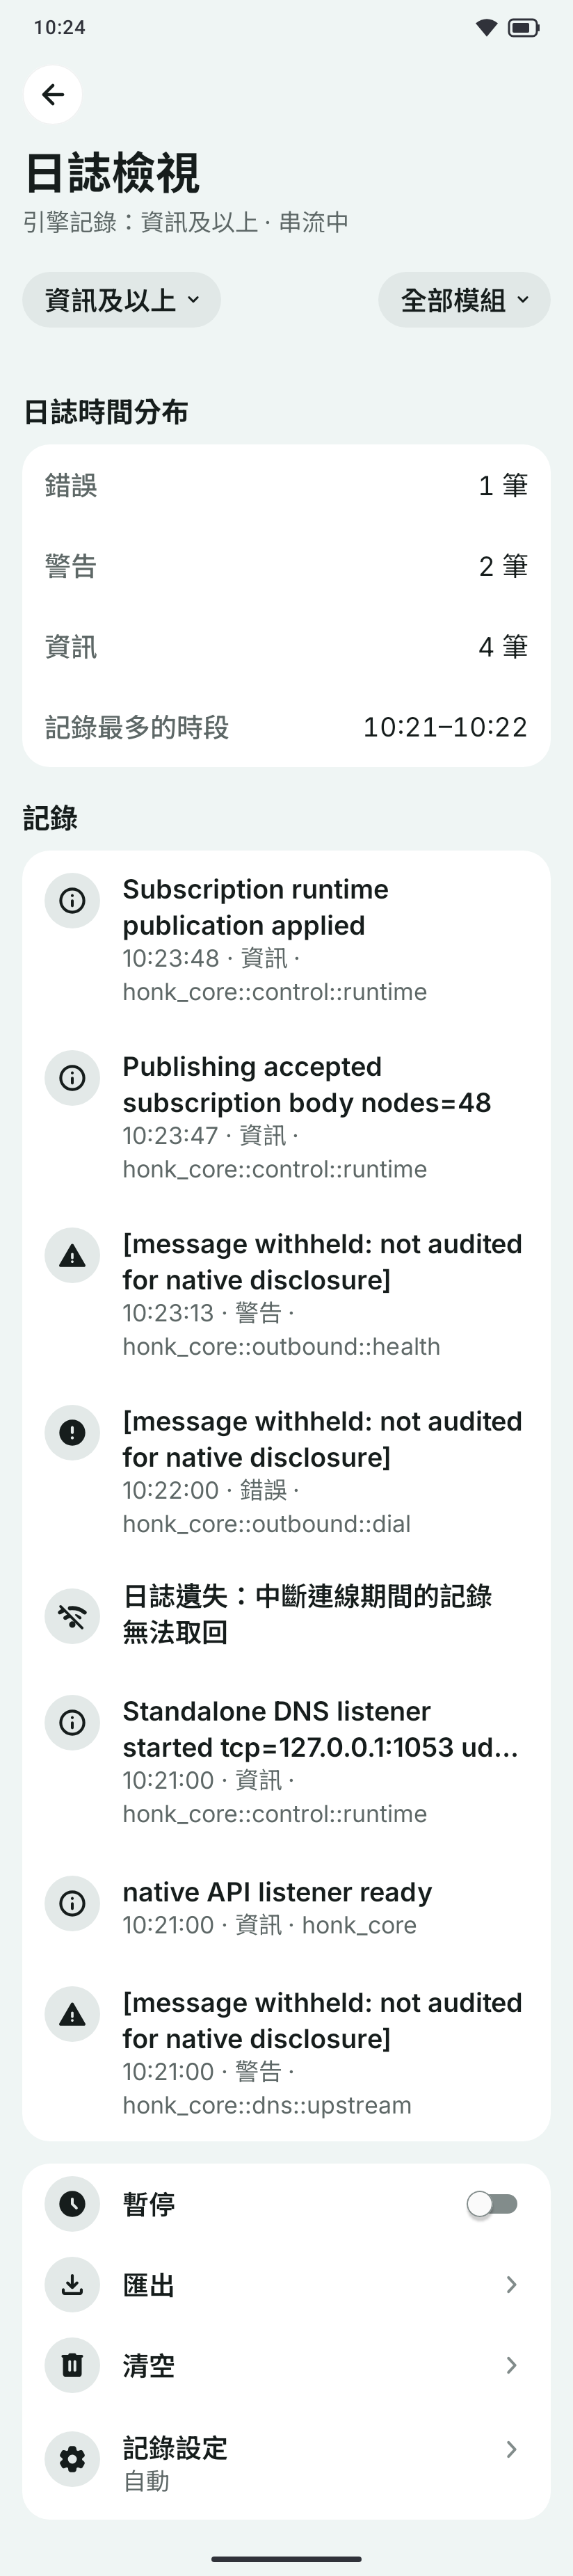 10:24
日誌檢視
引擎記錄：資訊及以上 · 串流中
資訊及以上
全部模組
日誌時間分布
錯誤
1 筆
警告
2 筆
資訊
4 筆
記錄最多的時段
10:21–10:22
記錄
Subscription runtime
publication applied
10:23:48 · 資訊 ·
honk_core::control::runtime
Publishing accepted
subscription body nodes=48
10:23:47 · 資訊 ·
honk_core::control::runtime
[message withheld: not audited
for native disclosure]
10:23:13 · 警告 ·
honk_core::outbound::health
[message withheld: not audited
for native disclosure]
10:22:00 · 錯誤 ·
honk_core::outbound::dial
日誌遺失：中斷連線期間的記錄
無法取回
Standalone DNS listener
started tcp=127.0.0.1:1053 ud…
10:21:00 · 資訊 ·
honk_core::control::runtime
native API listener ready
10:21:00 · 資訊 · honk_core
[message withheld: not audited
for native disclosure]
10:21:00 · 警告 ·
honk_core::dns::upstream
暫停
匯出
清空
記錄設定
自動